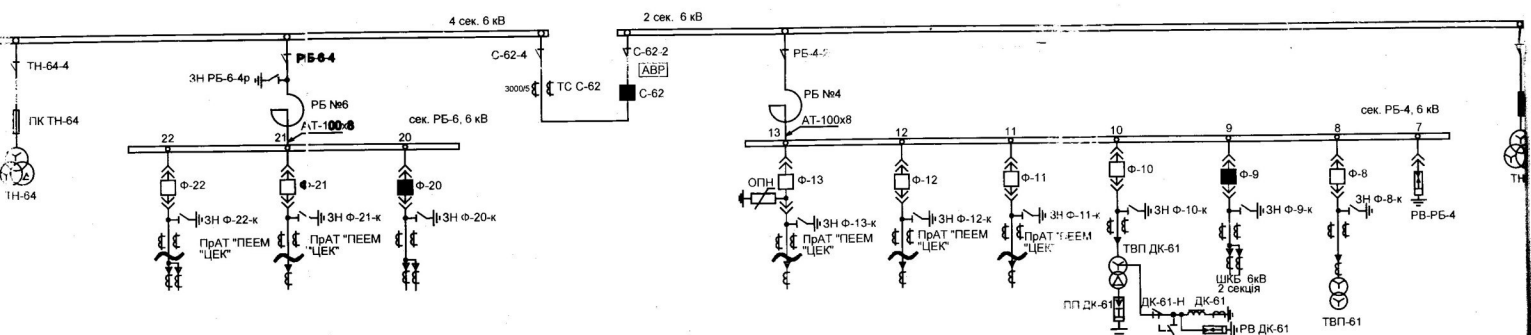 4 сек. 6 кВ
2 сек. 6 кВ
ТН-64-4
РБ-6-4
С-62-4
С-62-2
РБ-4-2
ЗН РБ-6-4р
АВР
3000/5
ТС С-62
С-62
РБ №6
РБ №4
ПК ТН-64
АТ-100х8
сек. РБ-6, 6 кВ
АТ-100х8
сек. РБ-4, 6 кВ
22
21
20
13
12
11
10
9
8
7
ТН-64
Ф-22
Ф-21
Ф-20
ОПН
Ф-13
Ф-12
Ф-11
Ф-10
Ф-9
Ф-8
ТН
РВ-РБ-4
ЗН Ф-22-к
ЗН Ф-21-к
ЗН Ф-20-к
ЗН Ф-13-к
ЗН Ф-12-к
ЗН Ф-11-к
ЗН Ф-10-к
ЗН Ф-9-к
ЗН Ф-8-к
ПрАТ "ПЕЕМ
"ЦЕК"
ПрАТ "ПЕЕМ
"ЦЕК"
ПрАТ "ПЕЕМ
"ЦЕК"
ПрАТ "ПЕЕМ
"ЦЕК"
ПрАТ "ПЕЕМ
"ЦЕК"
ТВП ДК-61
ШКБ 6кВ
2 секція
ПП ДК-61
ДК-61-Н
ДК-61
РВ ДК-61
ТВП-61